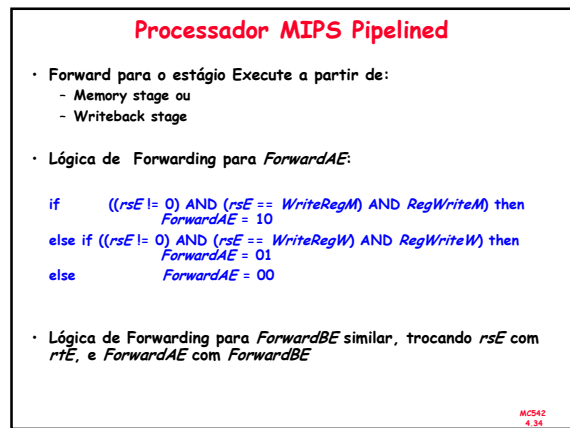 Processador MIPS Pipelined
• Forward para o estágio Execute a partir de:
– Memory stage ou
– Writeback stage
• Lógica de Forwarding para ForwardAE:
if ((rsE != 0) AND (rsE == WriteRegM) AND RegWriteM) then
ForwardAE = 10
else if ((rsE != 0) AND (rsE == WriteRegW) AND RegWriteW) then
ForwardAE = 01
else ForwardAE = 00
• Lógica de Forwarding para ForwardBE similar, trocando rsE com
rtE, e ForwardAE com ForwardBE
MC542
4.34